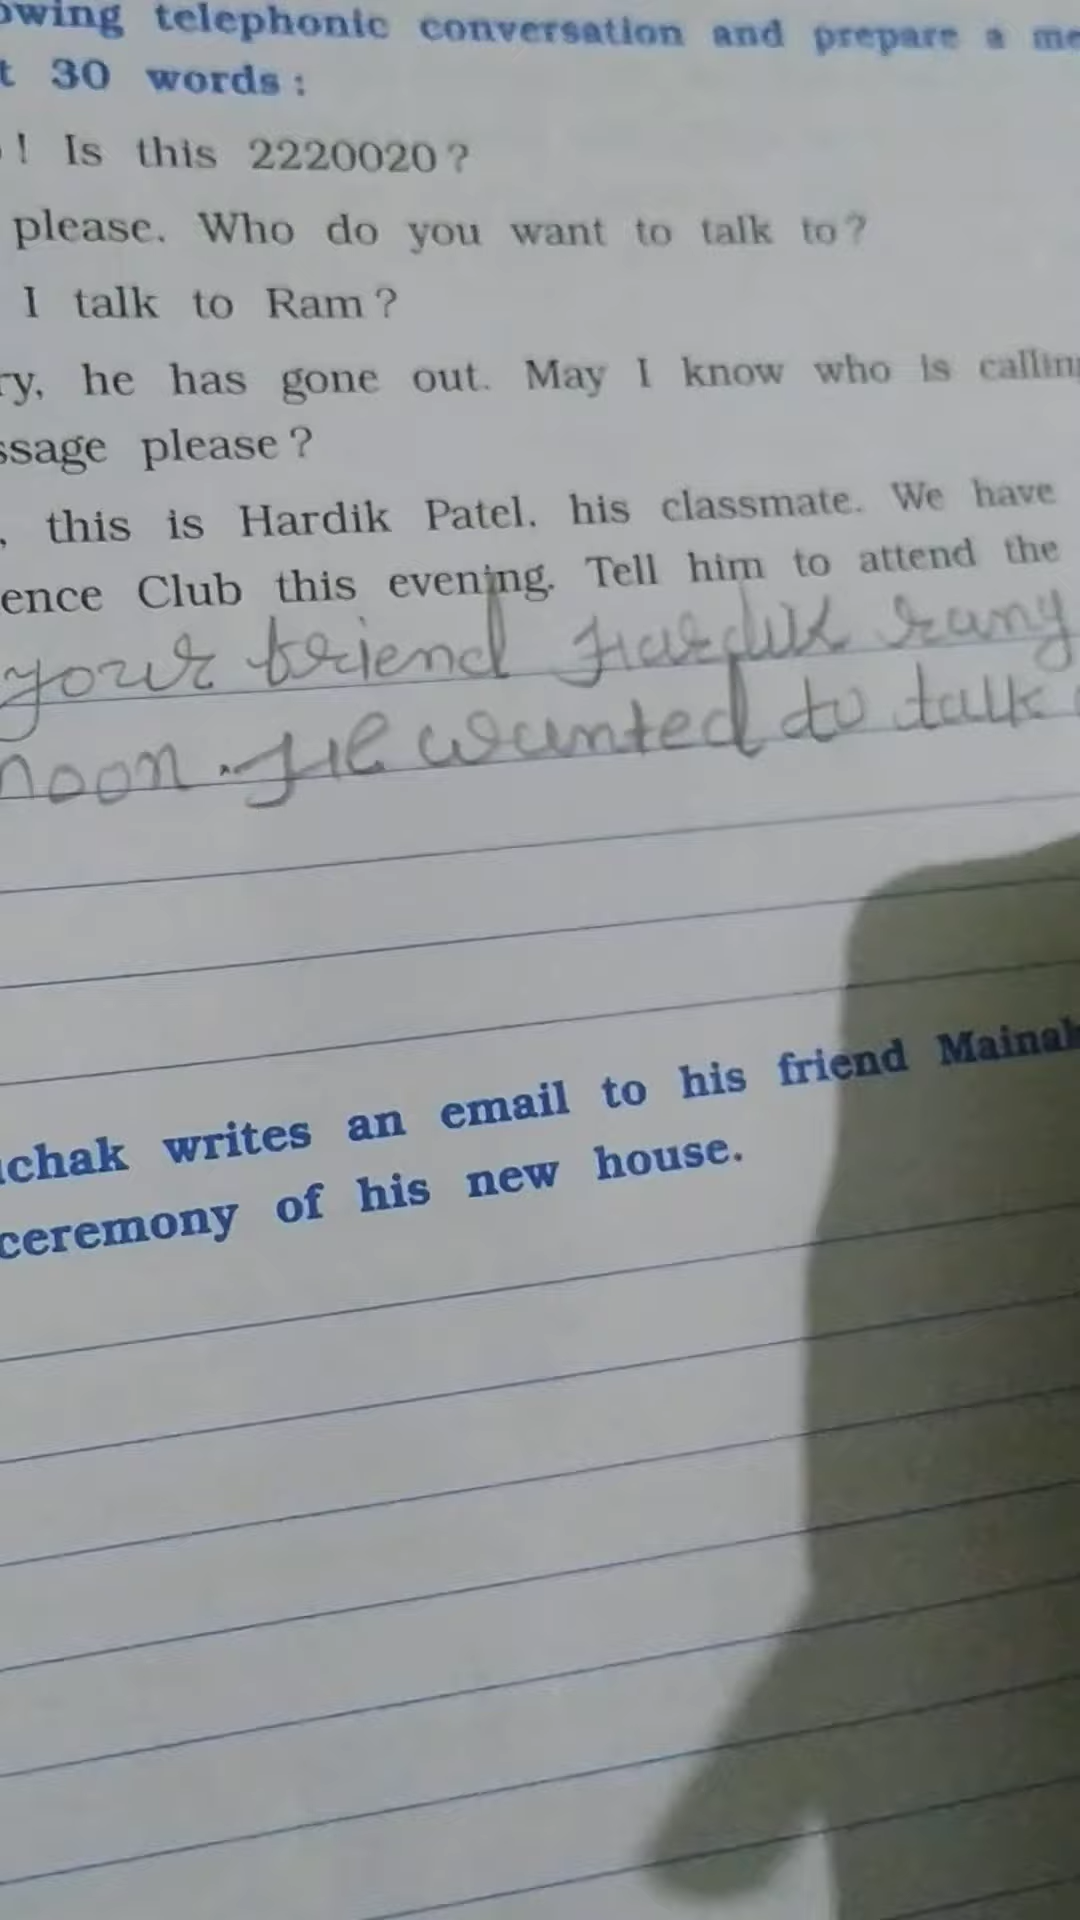 owing telephonic conversation and prepare a me
t 30 words :
! Is this 2220020 ?
please. Who do you want to talk to ?
I talk to Ram ?
ry, he has gone out. May I know who is calling
ssage please ?
, this is Hardik Patel. his classmate. We have
ence Club this evening. Tell him to attend the
your friend Hardik rang
noon. He wanted to talk
chak writes an email to his friend Mainak
ceremony of his new house.